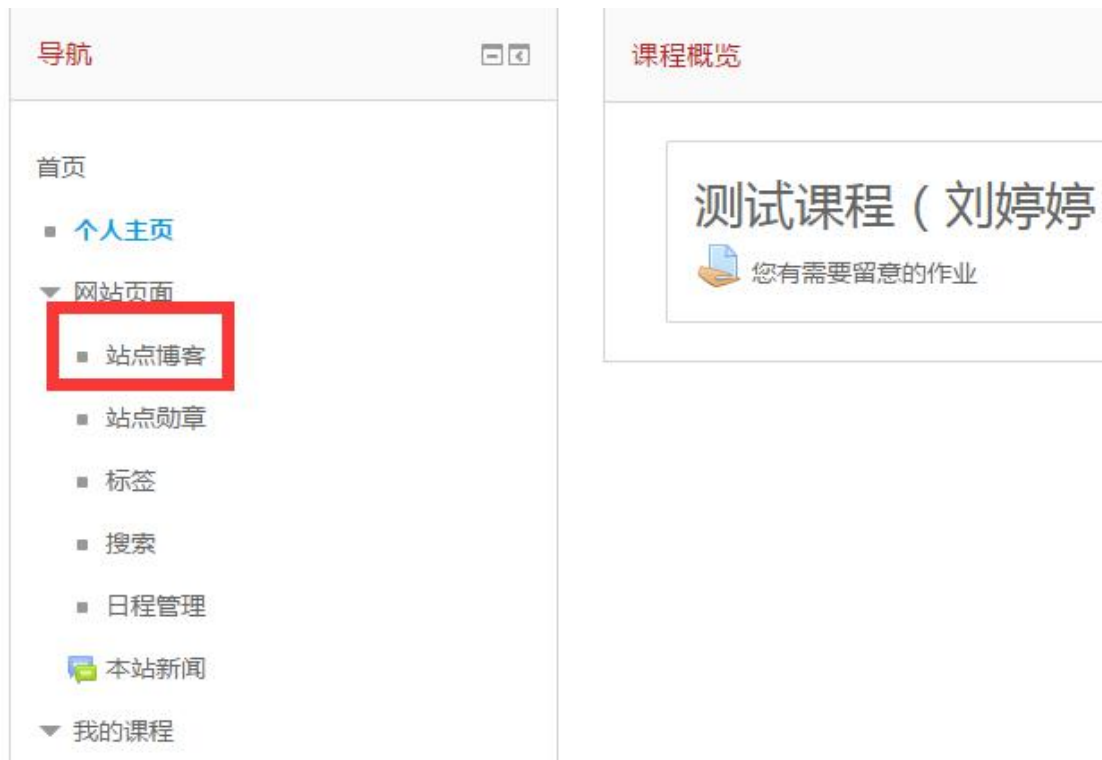 导航
首页
个人主页
网站页面
站点博客
站点勋章
标签
搜索
日程管理
本站新闻
我的课程
课程概览
测试课程（刘婷婷
您有需要留意的作业